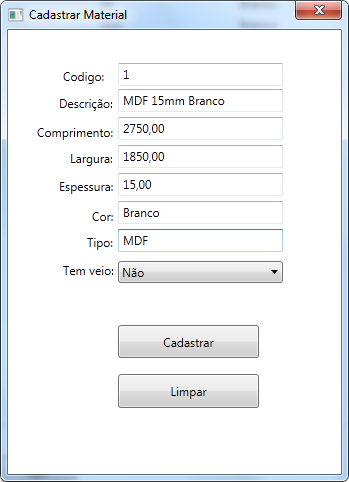 Cadastrar Material
Codigo: 1
Descrição: MDF 15mm Branco
Comprimento: 2750,00
Largura: 1850,00
Espessura: 15,00
Cor: Branco
Tipo: MDF
Tem veio: Não
Cadastrar
Limpar